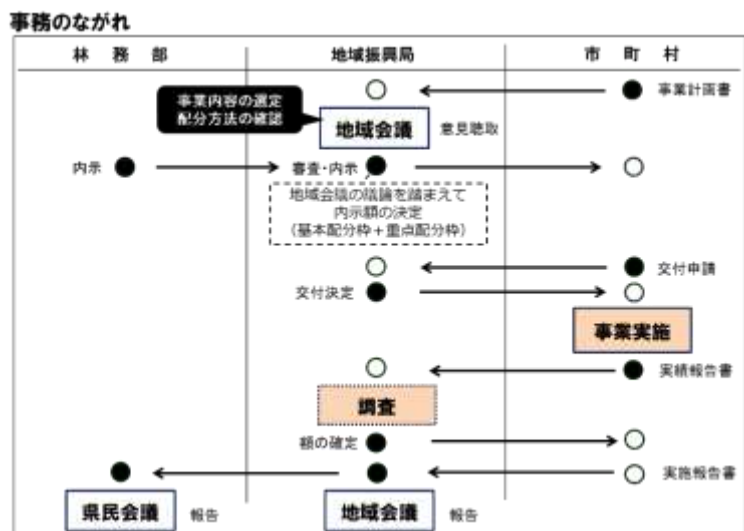 事務のながれ
林務部
地域振興局
市町村
事業計画書
事業内容の選定
配分方法の確認
地域会議
意見聴取
内示
審査・内示
地域会議の議論を踏まえて
内示額の決定
(基本配分枠+重点配分枠)
交付申請
交付決定
事業実施
実績報告書
調査
額の確定
実施報告書
県民会議
報告
地域会議
報告